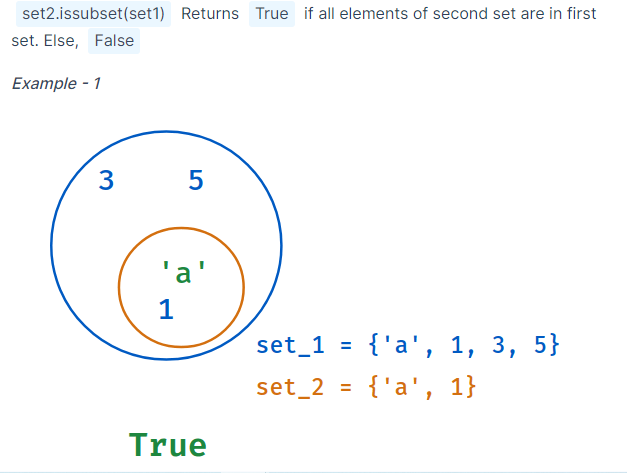 set2.issubset(set1) Returns True if all elements of second set are in first
set. Else, False
Example - 1
3 5
'a'
1
set_1 = {'a', 1, 3, 5}
set_2 = {'a', 1}
True